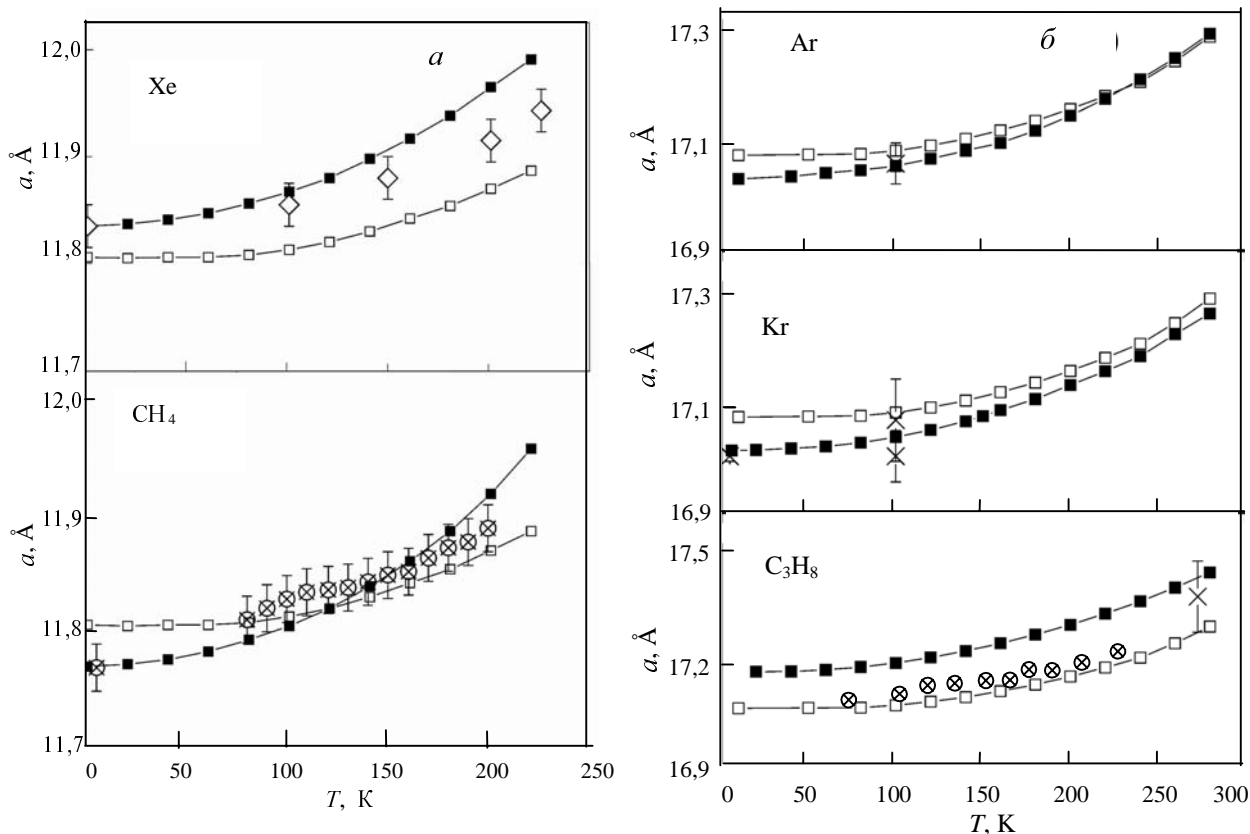 12,0
11,9
11,8
11,7
a, Å
Xe
а
12,0
11,9
11,8
11,7
a, Å
CH4
0 50 100 150 200 250
T, К
17,3
17,1
16,9
a, Å
Ar
б )
17,3
17,1
16,9
a, Å
Kr
17,5
17,2
16,9
a, Å
C3H8
0 50 100 150 200 250 300
T, K